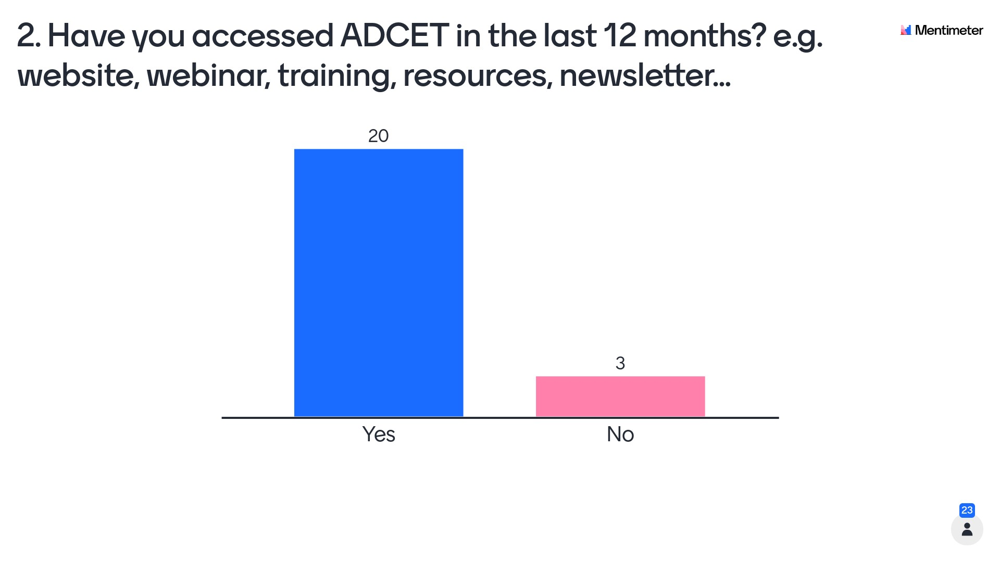 2. Have you accessed ADCET in the last 12 months? e.g.
website, webinar, training, resources, newsletter...
Mentimeter
20
3
Yes
No
23